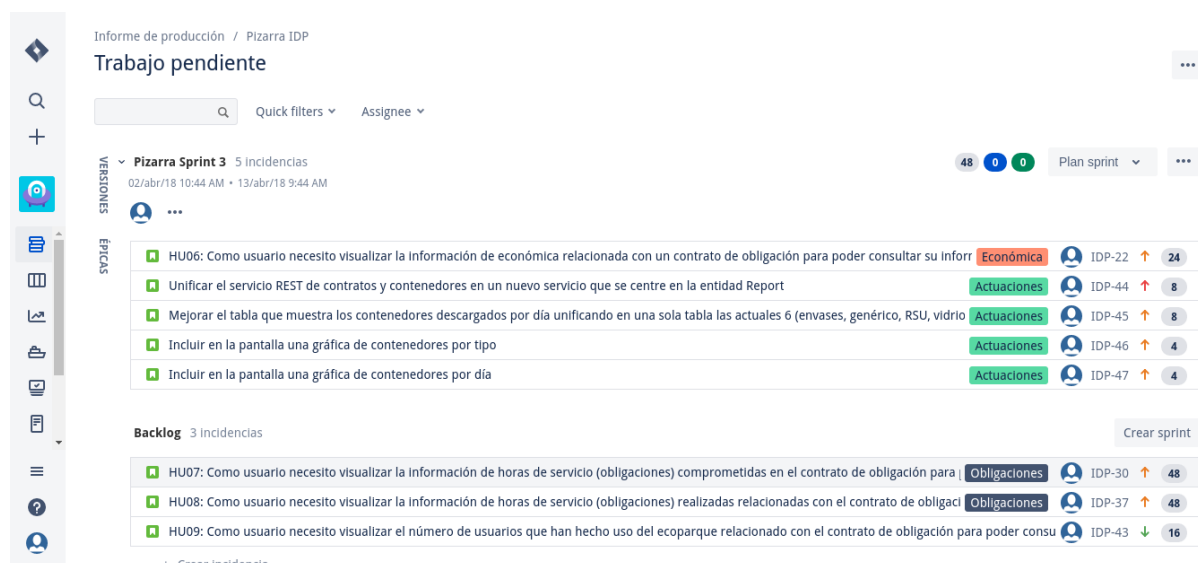 Informe de producción / Pizarra IDP
Trabajo pendiente
Quick filters
Assignee
VERSIONES
ÉPICAS
Pizarra Sprint 3 5 incidencias
48 0 0
Plan sprint
02/abr/18 10:44 AM • 13/abr/18 9:44 AM
HU06: Como usuario necesito visualizar la información de económica relacionada con un contrato de obligación para poder consultar su inforr Económica IDP-22 24
Unificar el servicio REST de contratos y contenedores en un nuevo servicio que se centre en la entidad Report Actuaciones IDP-44 8
Mejorar el tabla que muestra los contenedores descargados por día unificando en una sola tabla las actuales 6 (envases, genérico, RSU, vidrio Actuaciones IDP-45 8
Incluir en la pantalla una gráfica de contenedores por tipo Actuaciones IDP-46 4
Incluir en la pantalla una gráfica de contenedores por día Actuaciones IDP-47 4
Backlog 3 incidencias
Crear sprint
HU07: Como usuario necesito visualizar la información de horas de servicio (obligaciones) comprometidas en el contrato de obligación para Obligaciones IDP-30 48
HU08: Como usuario necesito visualizar la información de horas de servicio (obligaciones) realizadas relacionadas con el contrato de obligaci Obligaciones IDP-37 48
HU09: Como usuario necesito visualizar el número de usuarios que han hecho uso del ecoparque relacionado con el contrato de obligación para poder consu IDP-43 16
Crear incidencia